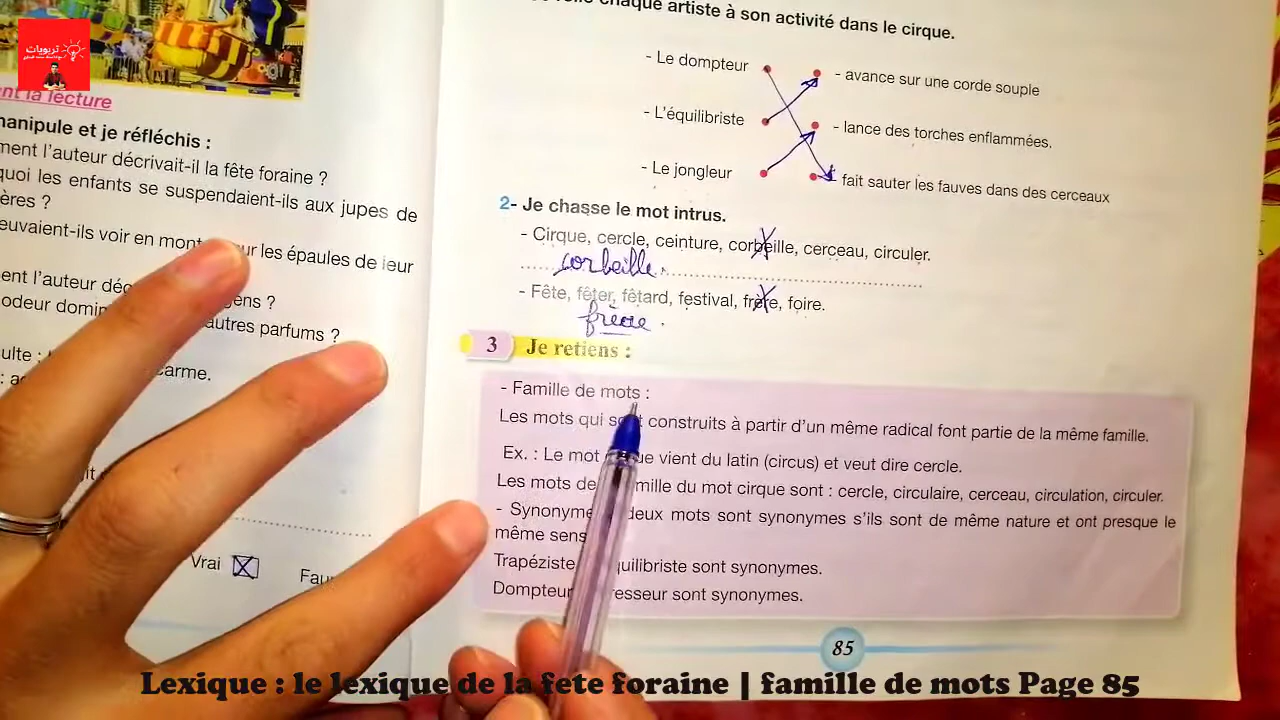 تربويات
nt la lecture
manipule et je réfléchis :
ment l'auteur décrivait-il la fête foraine ?
quoi les enfants se suspendaient-ils aux jupes de
ères ?
euvaient-ils voir en mont ur les épaules de leur
ent l'auteur déc gens ?
odeur domin autres parfums ?
ulte : carme.
Vrai
chaque artiste à son activité dans le cirque.
- Le dompteur - avance sur une corde souple
- L'équilibriste - lance des torches enflammées.
- Le jongleur fait sauter les fauves dans des cerceaux
2- Je chasse le mot intrus.
- Cirque, cercle, ceinture, corbeille, cerceau, circuler.
corbeille.
- Fête, fêter, fêtard, festival, frète, foire.
3 Je retiens :
- Famille de mots :
Les mots qui sont construits à partir d'un même radical font partie de la même famille.
Ex. : Le mot que vient du latin (circus) et veut dire cercle.
Les mots de mille du mot cirque sont : cercle, circulaire, cerceau, circulation, circuler.
- Synonyme deux mots sont synonymes s'ils sont de même nature et ont presque le
même sens
Trapéziste quilibriste sont synonymes.
Dompteur resseur sont synonymes.
85
Lexique : le lexique de la fete foraine | famille de mots Page 85